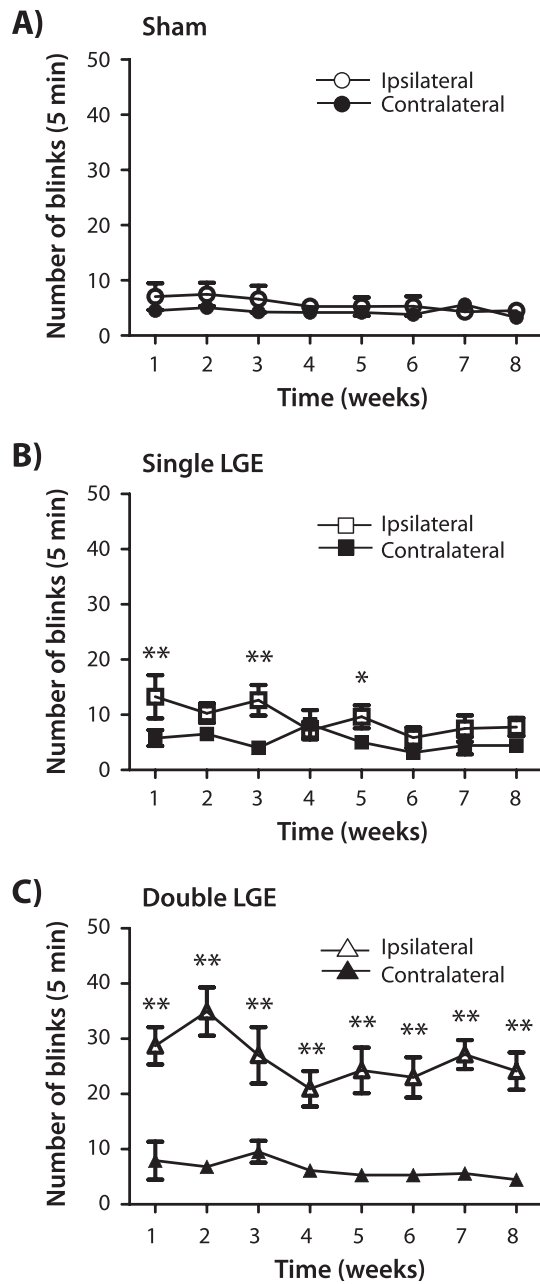 A) Sham
50
40
30
20
10
0
Number of blinks (5 min)
Ipsilateral
Contralateral
1 2 3 4 5 6 7 8
Time (weeks)
B) Single LGE
50
40
30
20
10
0
Number of blinks (5 min)
Ipsilateral
Contralateral
** ** *
1 2 3 4 5 6 7 8
Time (weeks)
C) Double LGE
50
40
30
20
10
0
Number of blinks (5 min)
Ipsilateral
Contralateral
** ** ** ** ** ** ** **
1 2 3 4 5 6 7 8
Time (weeks)